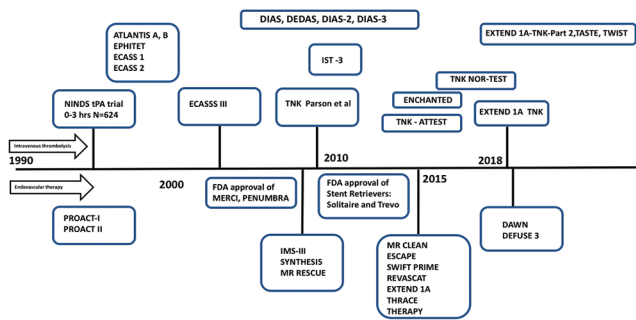 DIAS, DEDAS, DIAS-2, DIAS-3
EXTEND 1A-TNK-Part 2,TASTE, TWIST
ATLANTIS A, B
EPHITET
ECASS 1
ECASS 2
IST -3
TNK NOR-TEST
NINDS tPA trial
0-3 hrs N=624
ECASSS III
TNK Parson et al
ENCHANTED
TNK - ATTEST
EXTEND 1A TNK
Intravenous thrombolysis
1990
2010
2018
Endovascular therapy
2000
FDA approval of
MERCI, PENUMBRA
FDA approval of
Stent Retrievers:
Solitaire and Trevo
2015
PROACT-I
PROACT II
IMS-III
SYNTHESIS
MR RESCUE
MR CLEAN
ESCAPE
SWIFT PRIME
REVASCAT
EXTEND 1A
THRACE
THERAPY
DAWN
DEFUSE 3